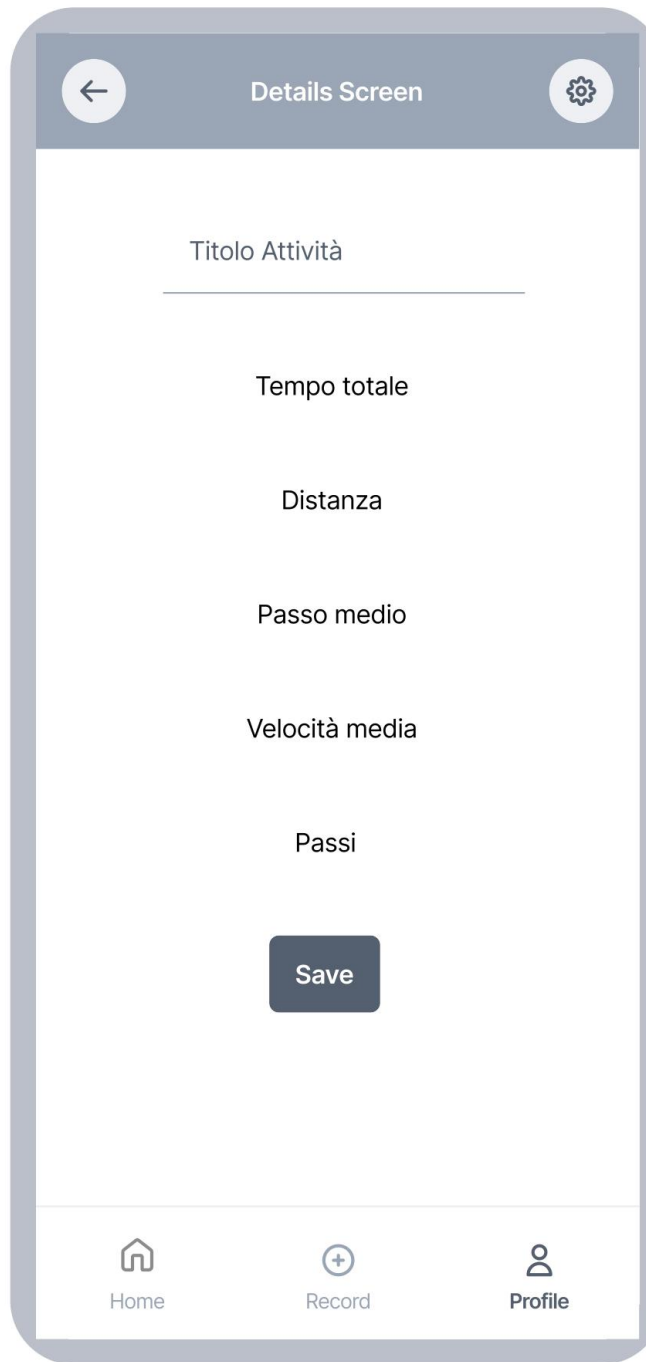 Details Screen
Titolo Attività
Tempo totale
Distanza
Passo medio
Velocità media
Passi
Save
Home
Record
Profile